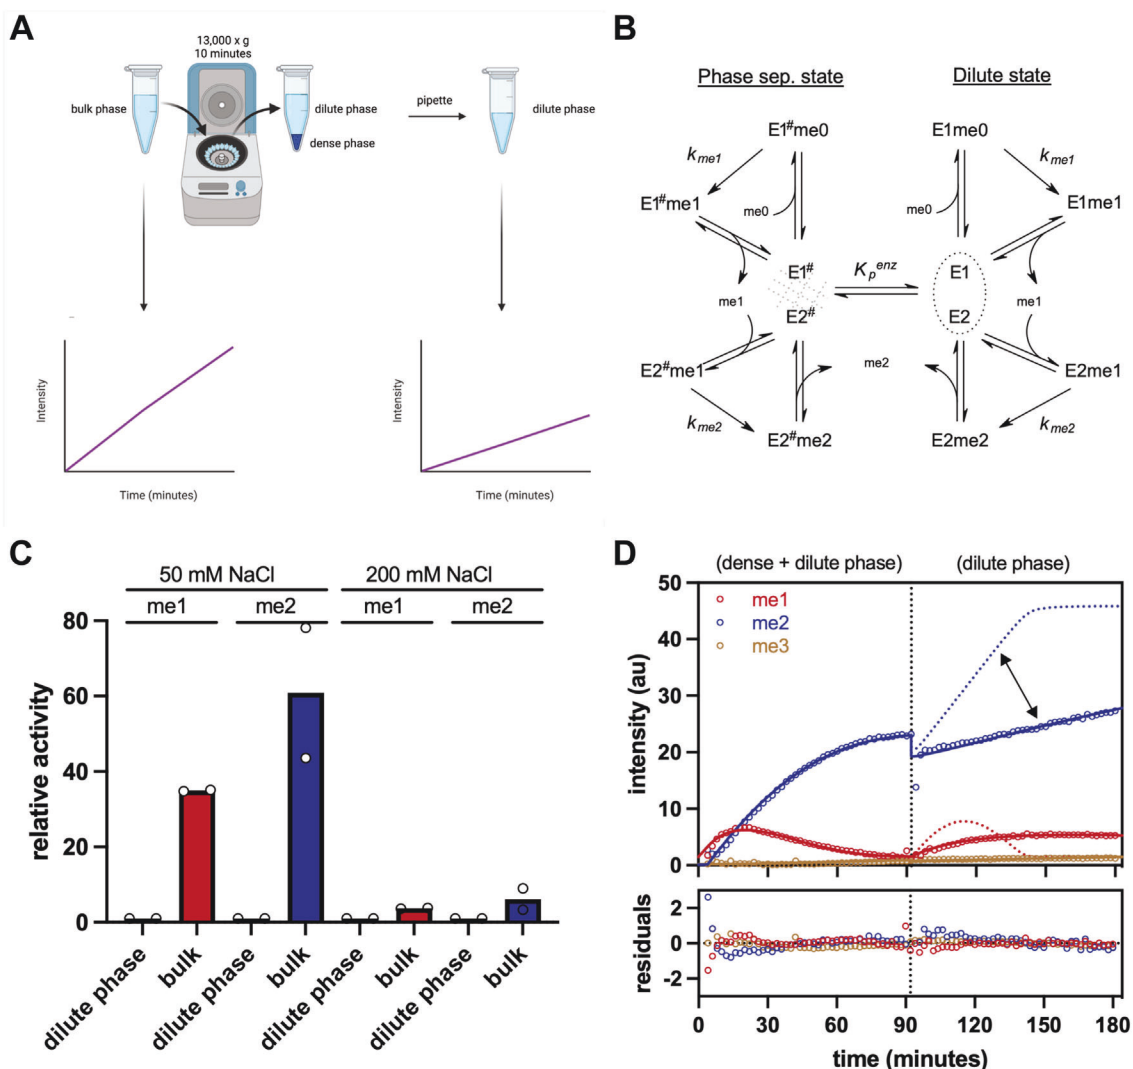 A
13,000 x g
10 minutes
bulk phase
dilute phase
dense phase
pipette
dilute phase
Intensity
Time (minutes)
Intensity
Time (minutes)
B
Phase sep. state
Dilute state
E1#me0
E1me0
kme1
kme1
E1#me1
me0
me0
E1me1
E1#
Kp enz
E1
me1
me1
E2#
E2
E2#me1
me2
E2me1
kme2
kme2
E2#me2
E2me2
C
50 mM NaCl
200 mM NaCl
me1
me2
me1
me2
80
60
40
20
0
relative activity
dilute phase
bulk
dilute phase
bulk
dilute phase
bulk
dilute phase
bulk
D
(dense + dilute phase)
(dilute phase)
50
40
30
20
10
0
intensity (au)
me1
me2
me3
2
0
-2
residuals
0
30
60
90
120
150
180
time (minutes)